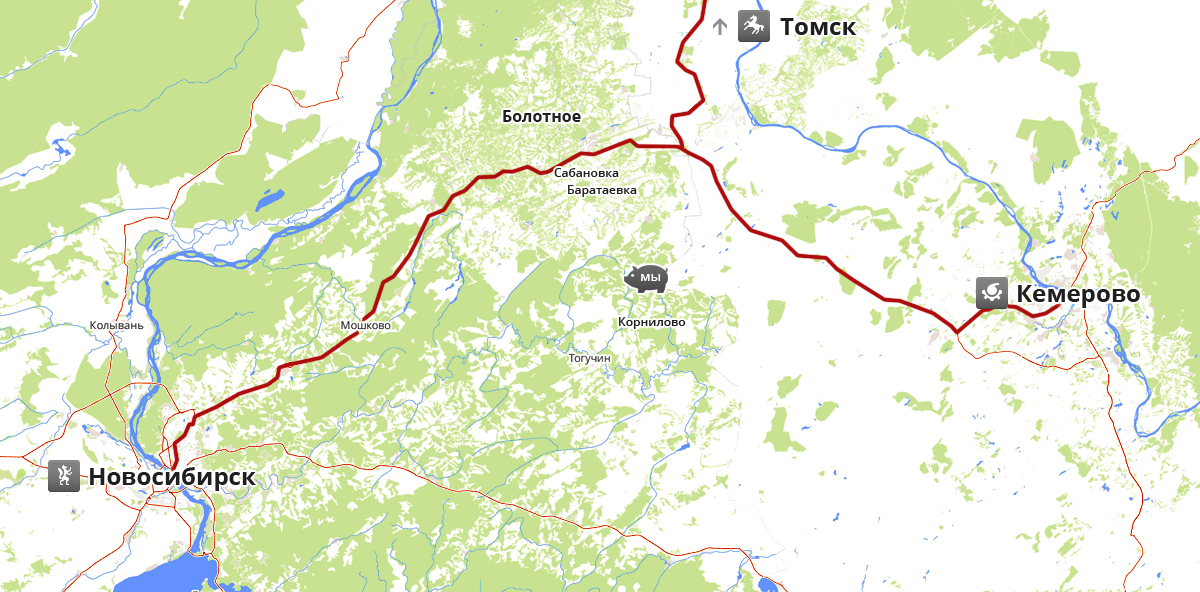 Томск
Болотное
Сабановка
Баратаевка
мы
Кемерово
Корнилово
Колывань
Мошково
Тогучин
Новосибирск